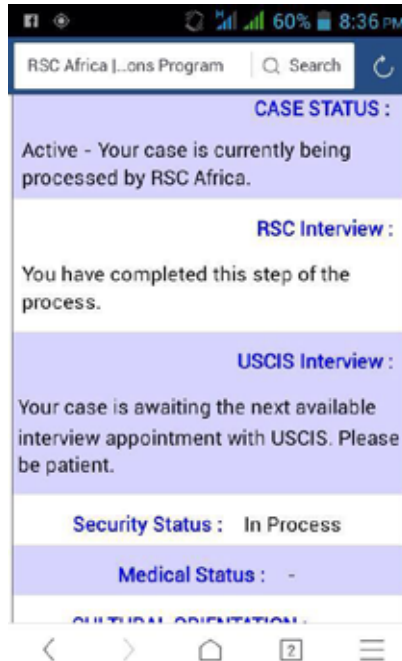 60% 8:36 PM
RSC Africa |...ons Program Search
CASE STATUS :
Active - Your case is currently being
processed by RSC Africa.
RSC Interview :
You have completed this step of the
process.
USCIS Interview :
Your case is awaiting the next available
interview appointment with USCIS. Please
be patient.
Security Status : In Process
Medical Status : -
CULTURAL ORIENTATION :
2